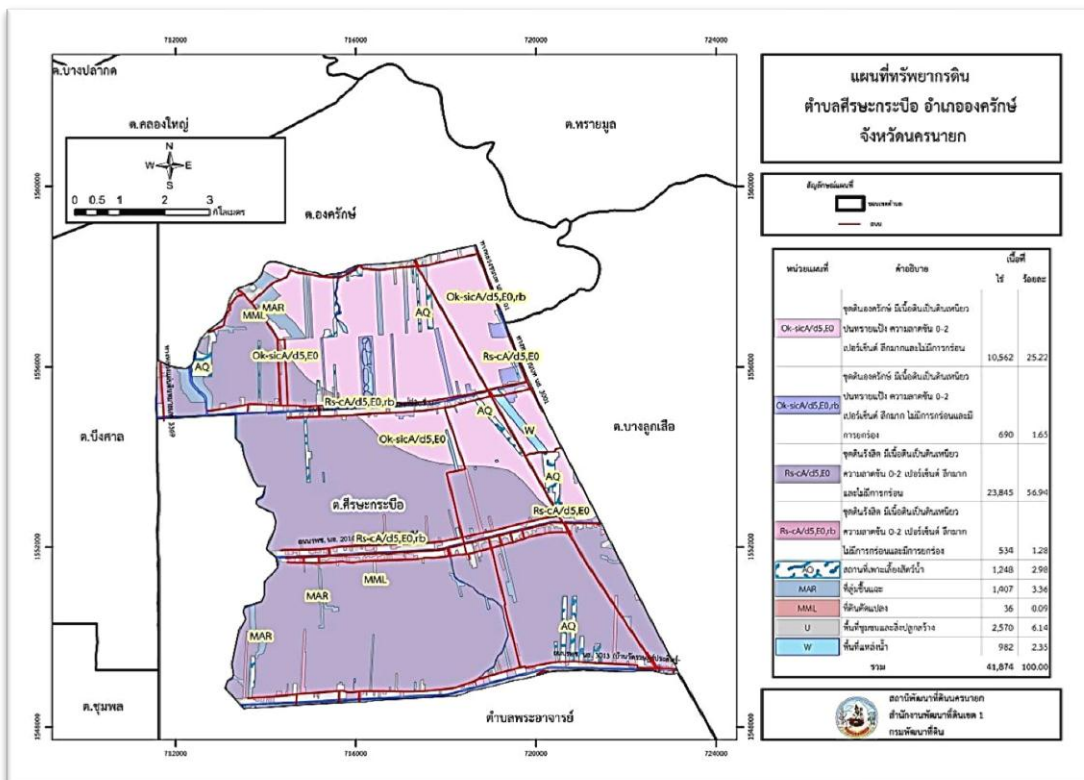 แผนที่ทรัพยากรดิน
ตำบลศีรษะกระบือ อำเภอองครักษ์
จังหวัดนครนายก
สัญลักษณ์แผนที่
ขอบเขตตำบล
ถนน
หน่วยแผนที่ คำอธิบาย เนื้อที่
ไร่ ร้อยละ
Ok-sicA/d5,E0 ชุดดินองครักษ์ มีเนื้อดินเป็นดินเหนียว
ปนทรายแป้ง ความลาดชัน 0-2
เปอร์เซ็นต์ ลึกมากและไม่มีการกร่อน 10,562 25.22
Ok-sicA/d5,E0,rb ชุดดินองครักษ์ มีเนื้อดินเป็นดินเหนียว
ปนทรายแป้ง ความลาดชัน 0-2
เปอร์เซ็นต์ ลึกมาก ไม่มีการกร่อนและมี
การยกร่อง 690 1.65
Rs-cA/d5,E0 ชุดดินรังสิต มีเนื้อดินเป็นดินเหนียว
ความลาดชัน 0-2 เปอร์เซ็นต์ ลึกมาก
และไม่มีการกร่อน 23,845 56.94
Rs-cA/d5,E0,rb ชุดดินรังสิต มีเนื้อดินเป็นดินเหนียว
ความลาดชัน 0-2 เปอร์เซ็นต์ ลึกมาก
ไม่มีการกร่อนและมีการยกร่อง 534 1.28
AQ สถานที่เพาะเลี้ยงสัตว์น้ำ 1,248 2.98
MAR ที่ลุ่มชื้นแฉะ 1,407 3.36
MML ที่ดินดัดแปลง 36 0.09
U พื้นที่ชุมชนและสิ่งปลูกสร้าง 2,570 6.14
W พื้นที่แหล่งน้ำ 982 2.35
รวม 41,874 100.00
สถานีพัฒนาที่ดินนครนายก
สำนักงานพัฒนาที่ดินเขต 1
กรมพัฒนาที่ดิน
716000 720000 724000
ต.บางปลากด
ต.คลองใหญ่
ต.ทรายมูล
N
W E
S
0 0.5 1 2 3
กิโลเมตร
ต.องครักษ์
Ok-sicA/d5,E0,rb
MAR
MML
AQ
Ok-sicA/d5,E0
Rs-cA/d5,E0
AQ
Rs-cA/d5,E0,rb
AQ
ต.บางลูกเสือ
W
ต.บึงศาล
Ok-sicA/d5,E0
AQ
ต.ศีรษะกระบือ
Rs-cA/d5,E0
Rs-cA/d5,E0,rb
MML
MAR
MAR
AQ
ต.ชุมพล
ตำบลพระอาจารย์
716000 720000 724000